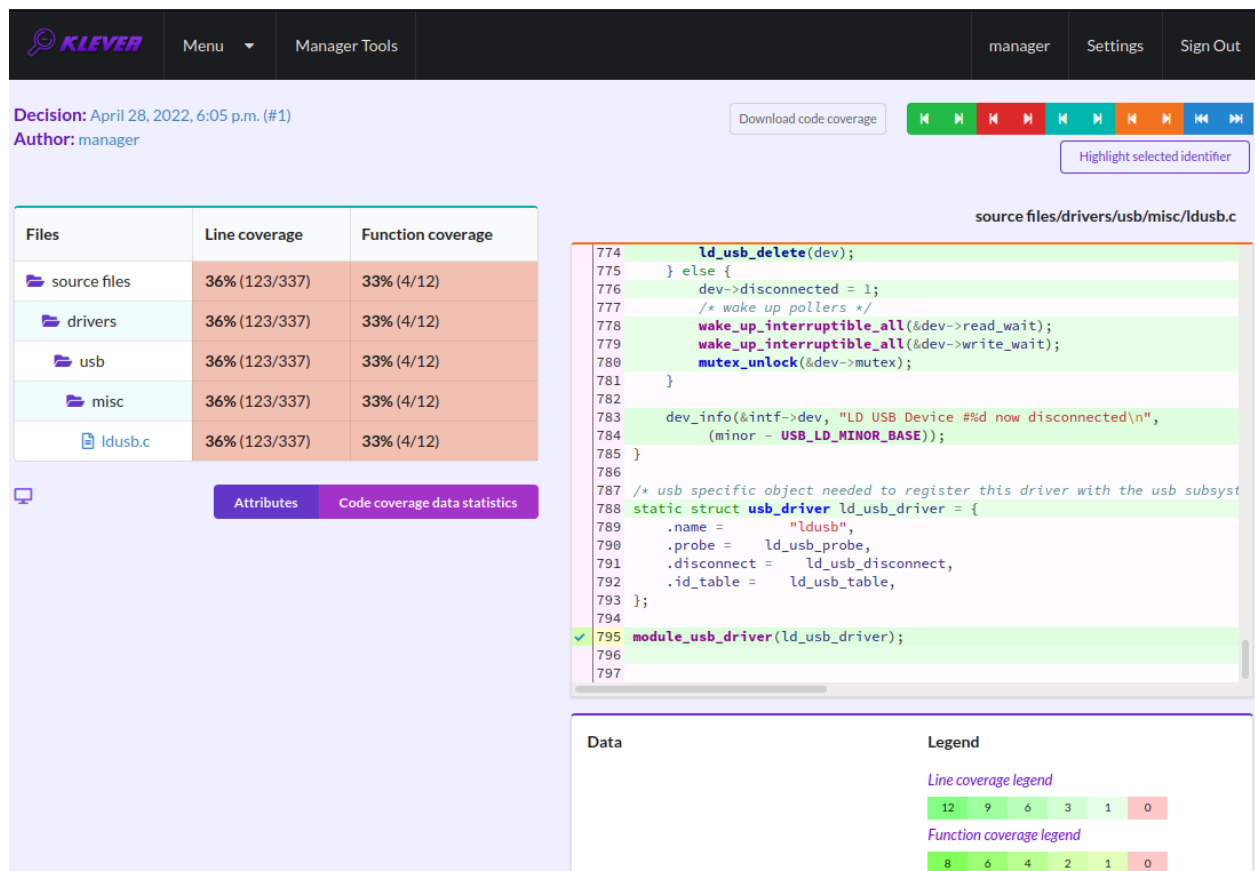 KLEVER Menu Manager Tools manager Settings Sign Out
Decision: April 28, 2022, 6:05 p.m. (#1)
Author: manager
Download code coverage
Highlight selected identifier
Files Line coverage Function coverage
source files 36% (123/337) 33% (4/12)
drivers 36% (123/337) 33% (4/12)
usb 36% (123/337) 33% (4/12)
misc 36% (123/337) 33% (4/12)
ldusb.c 36% (123/337) 33% (4/12)
Attributes Code coverage data statistics
source files/drivers/usb/misc/ldusb.c
774 ld_usb_delete(dev);
775 } else {
776 dev->disconnected = 1;
777 /* wake up pollers */
778 wake_up_interruptible_all(&dev->read_wait);
779 wake_up_interruptible_all(&dev->write_wait);
780 mutex_unlock(&dev->mutex);
781 }
782
783 dev_info(&intf->dev, "LD USB Device #%d now disconnected\n",
784 (minor - USB_LD_MINOR_BASE));
785 }
786
787 /* usb specific object needed to register this driver with the usb subsyst
788 static struct usb_driver ld_usb_driver = {
789 .name = "ldusb",
790 .probe = ld_usb_probe,
791 .disconnect = ld_usb_disconnect,
792 .id_table = ld_usb_table,
793 };
794
795 module_usb_driver(ld_usb_driver);
796
797
Data
Legend
Line coverage legend
12 9 6 3 1 0
Function coverage legend
8 6 4 2 1 0